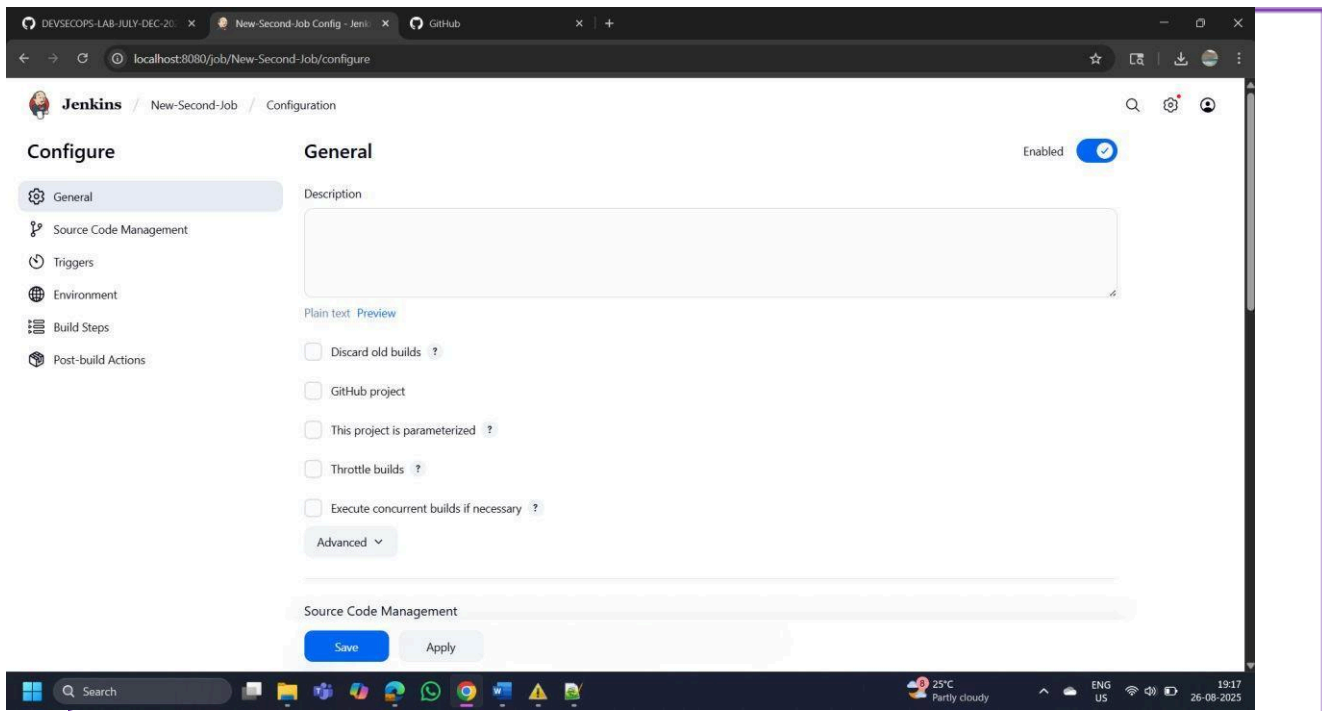 DEVSECOPS-LAB-JULY-DEC-20
New-Second-Job Config - Jenk
GitHub
localhost:8080/job/New-Second-Job/configure
Jenkins / New-Second-Job / Configuration
Configure
General
Source Code Management
Triggers
Environment
Build Steps
Post-build Actions
General
Enabled
Description
Plain text Preview
Discard old builds ?
GitHub project
This project is parameterized ?
Throttle builds ?
Execute concurrent builds if necessary ?
Advanced
Source Code Management
Save
Apply
Search
8
25°C
Partly cloudy
ENG
US
19:17
26-08-2025